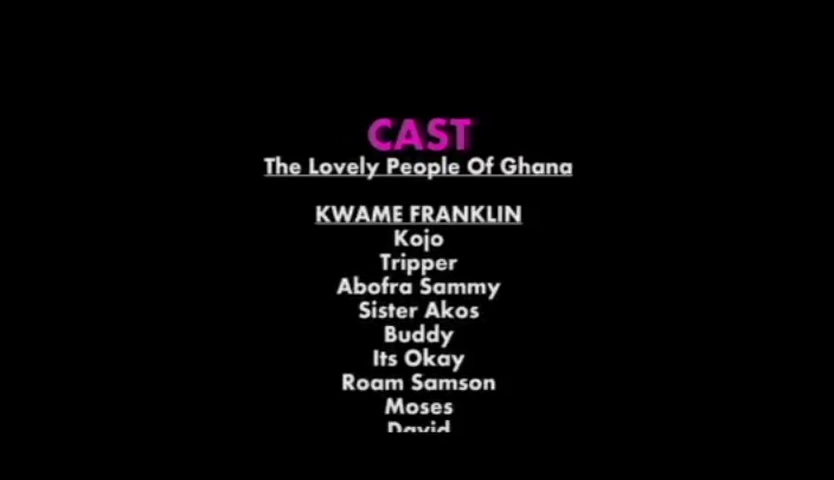 CAST
The Lovely People Of Ghana
KWAME FRANKLIN
Kojo
Tripper
Abofra Sammy
Sister Akos
Buddy
Its Okay
Roam Samson
Moses
David